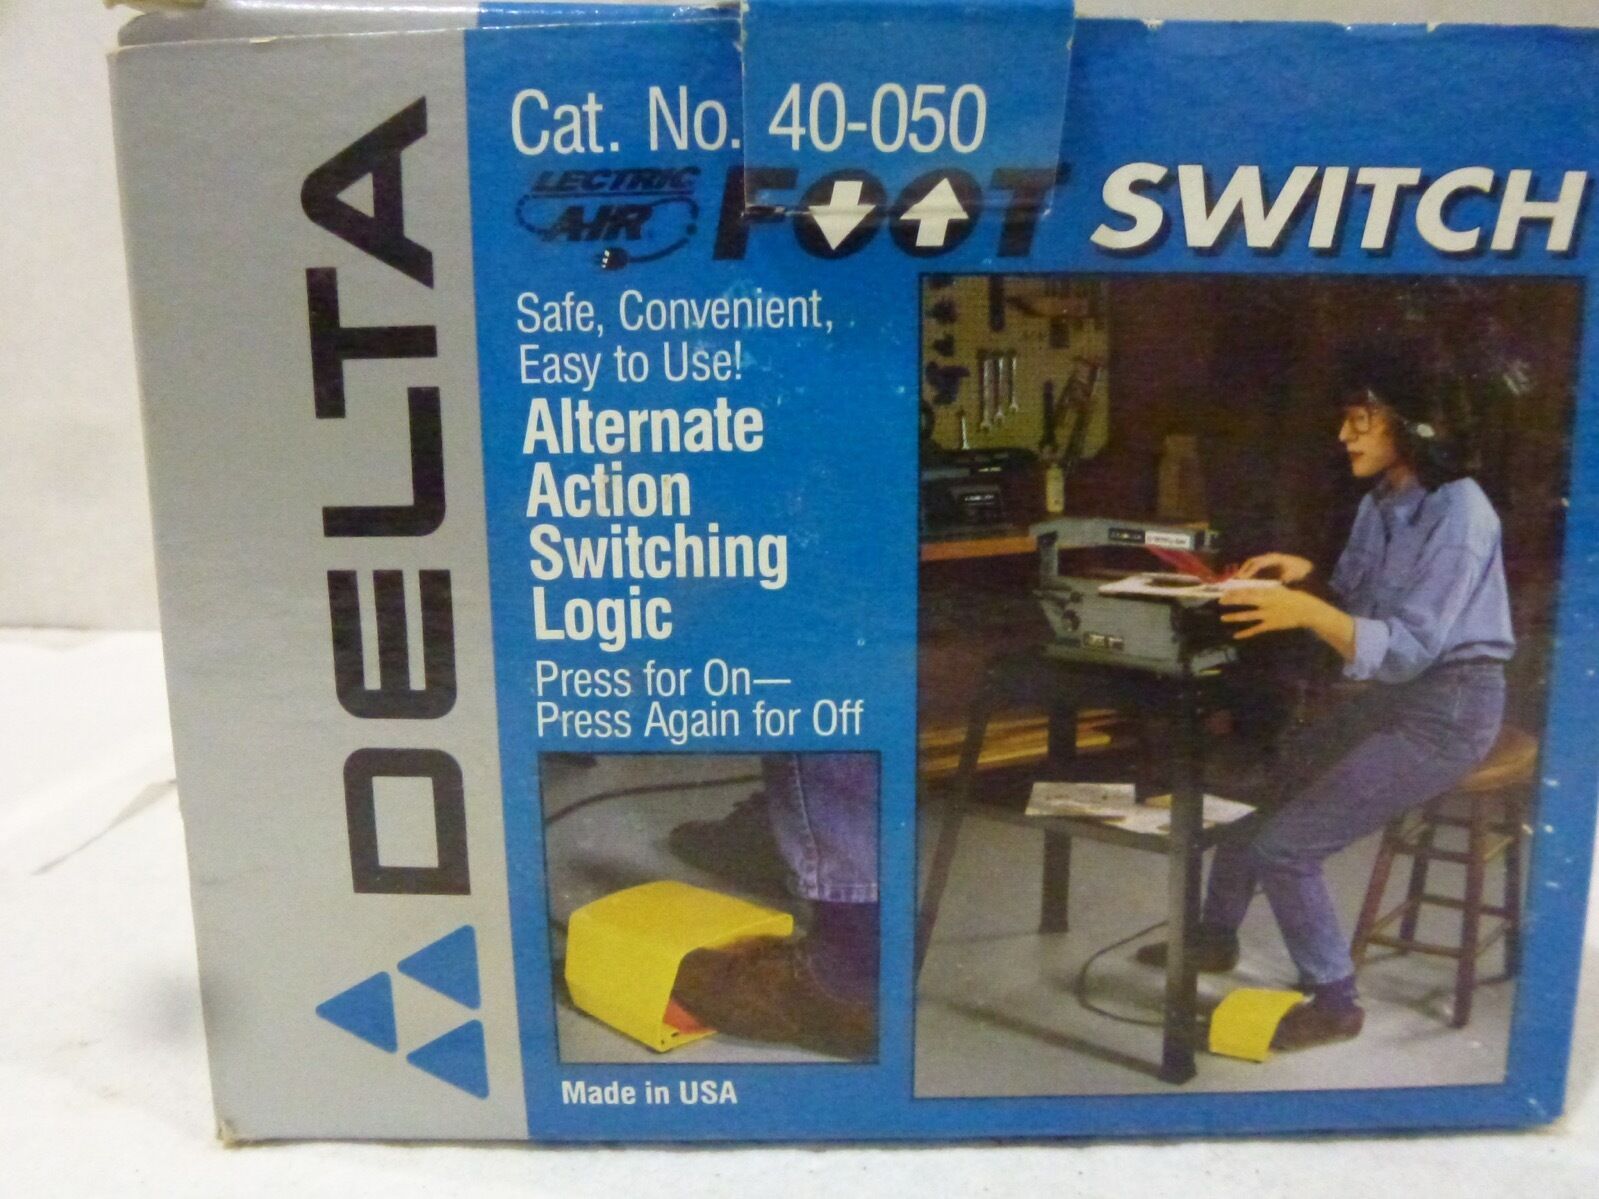 DELTA
Cat. No. 40-050
LECTRIC
AIR
FOOT SWITCH
Safe, Convenient,
Easy to Use!
Alternate
Action
Switching
Logic
Press for On—
Press Again for Off
Made in USA